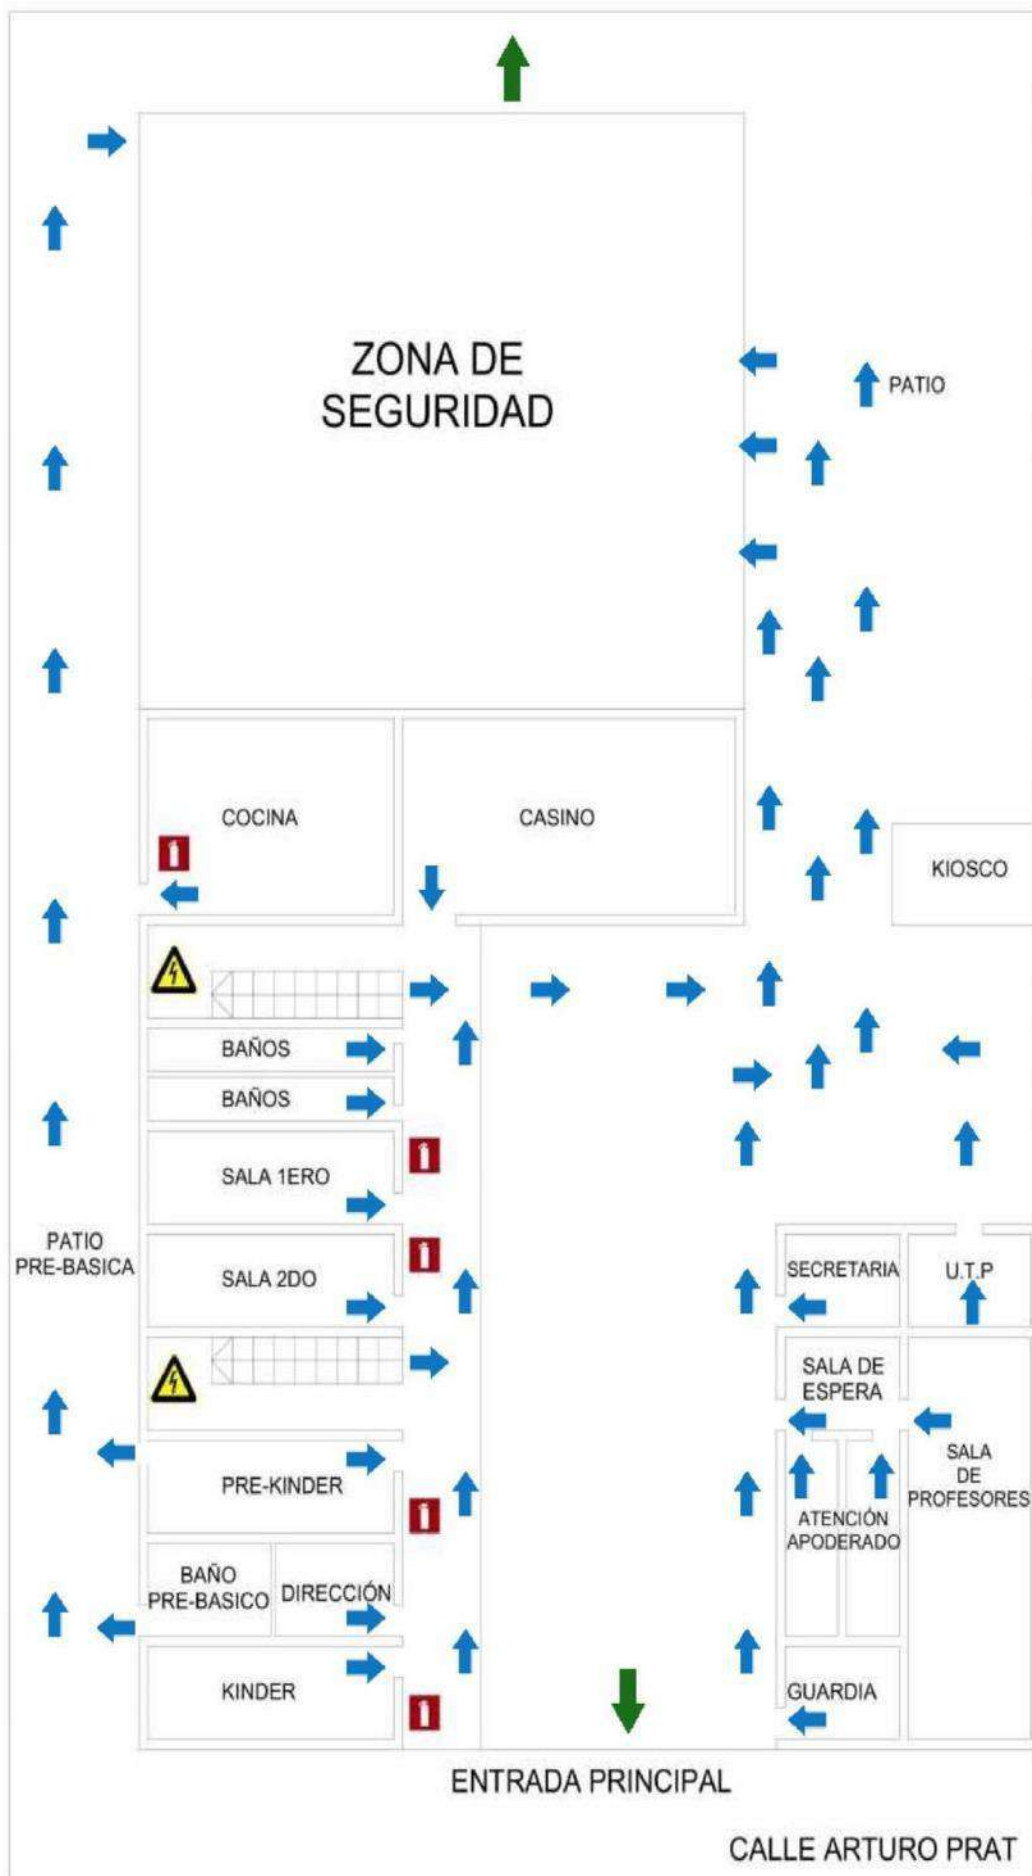 ZONA DE
SEGURIDAD
PATIO
COCINA
CASINO
KIOSCO
BAÑOS
BAÑOS
SALA 1ERO
PATIO
PRE-BASICA
SALA 2DO
SECRETARIA
U.T.P
SALA DE
ESPERA
SALA
DE
PROFESORES
PRE-KINDER
ATENCIÓN
APODERADO
BAÑO
PRE-BASICO
DIRECCIÓN
KINDER
GUARDIA
ENTRADA PRINCIPAL
CALLE ARTURO PRAT